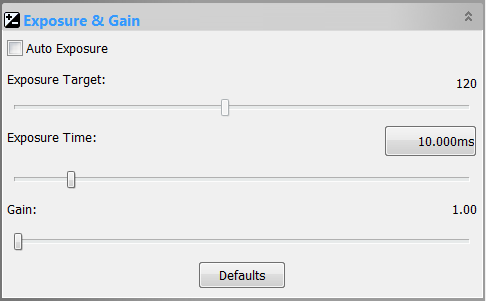 Exposure & Gain
Auto Exposure
Exposure Target: 120
Exposure Time: 10.000ms
Gain: 1.00
Defaults